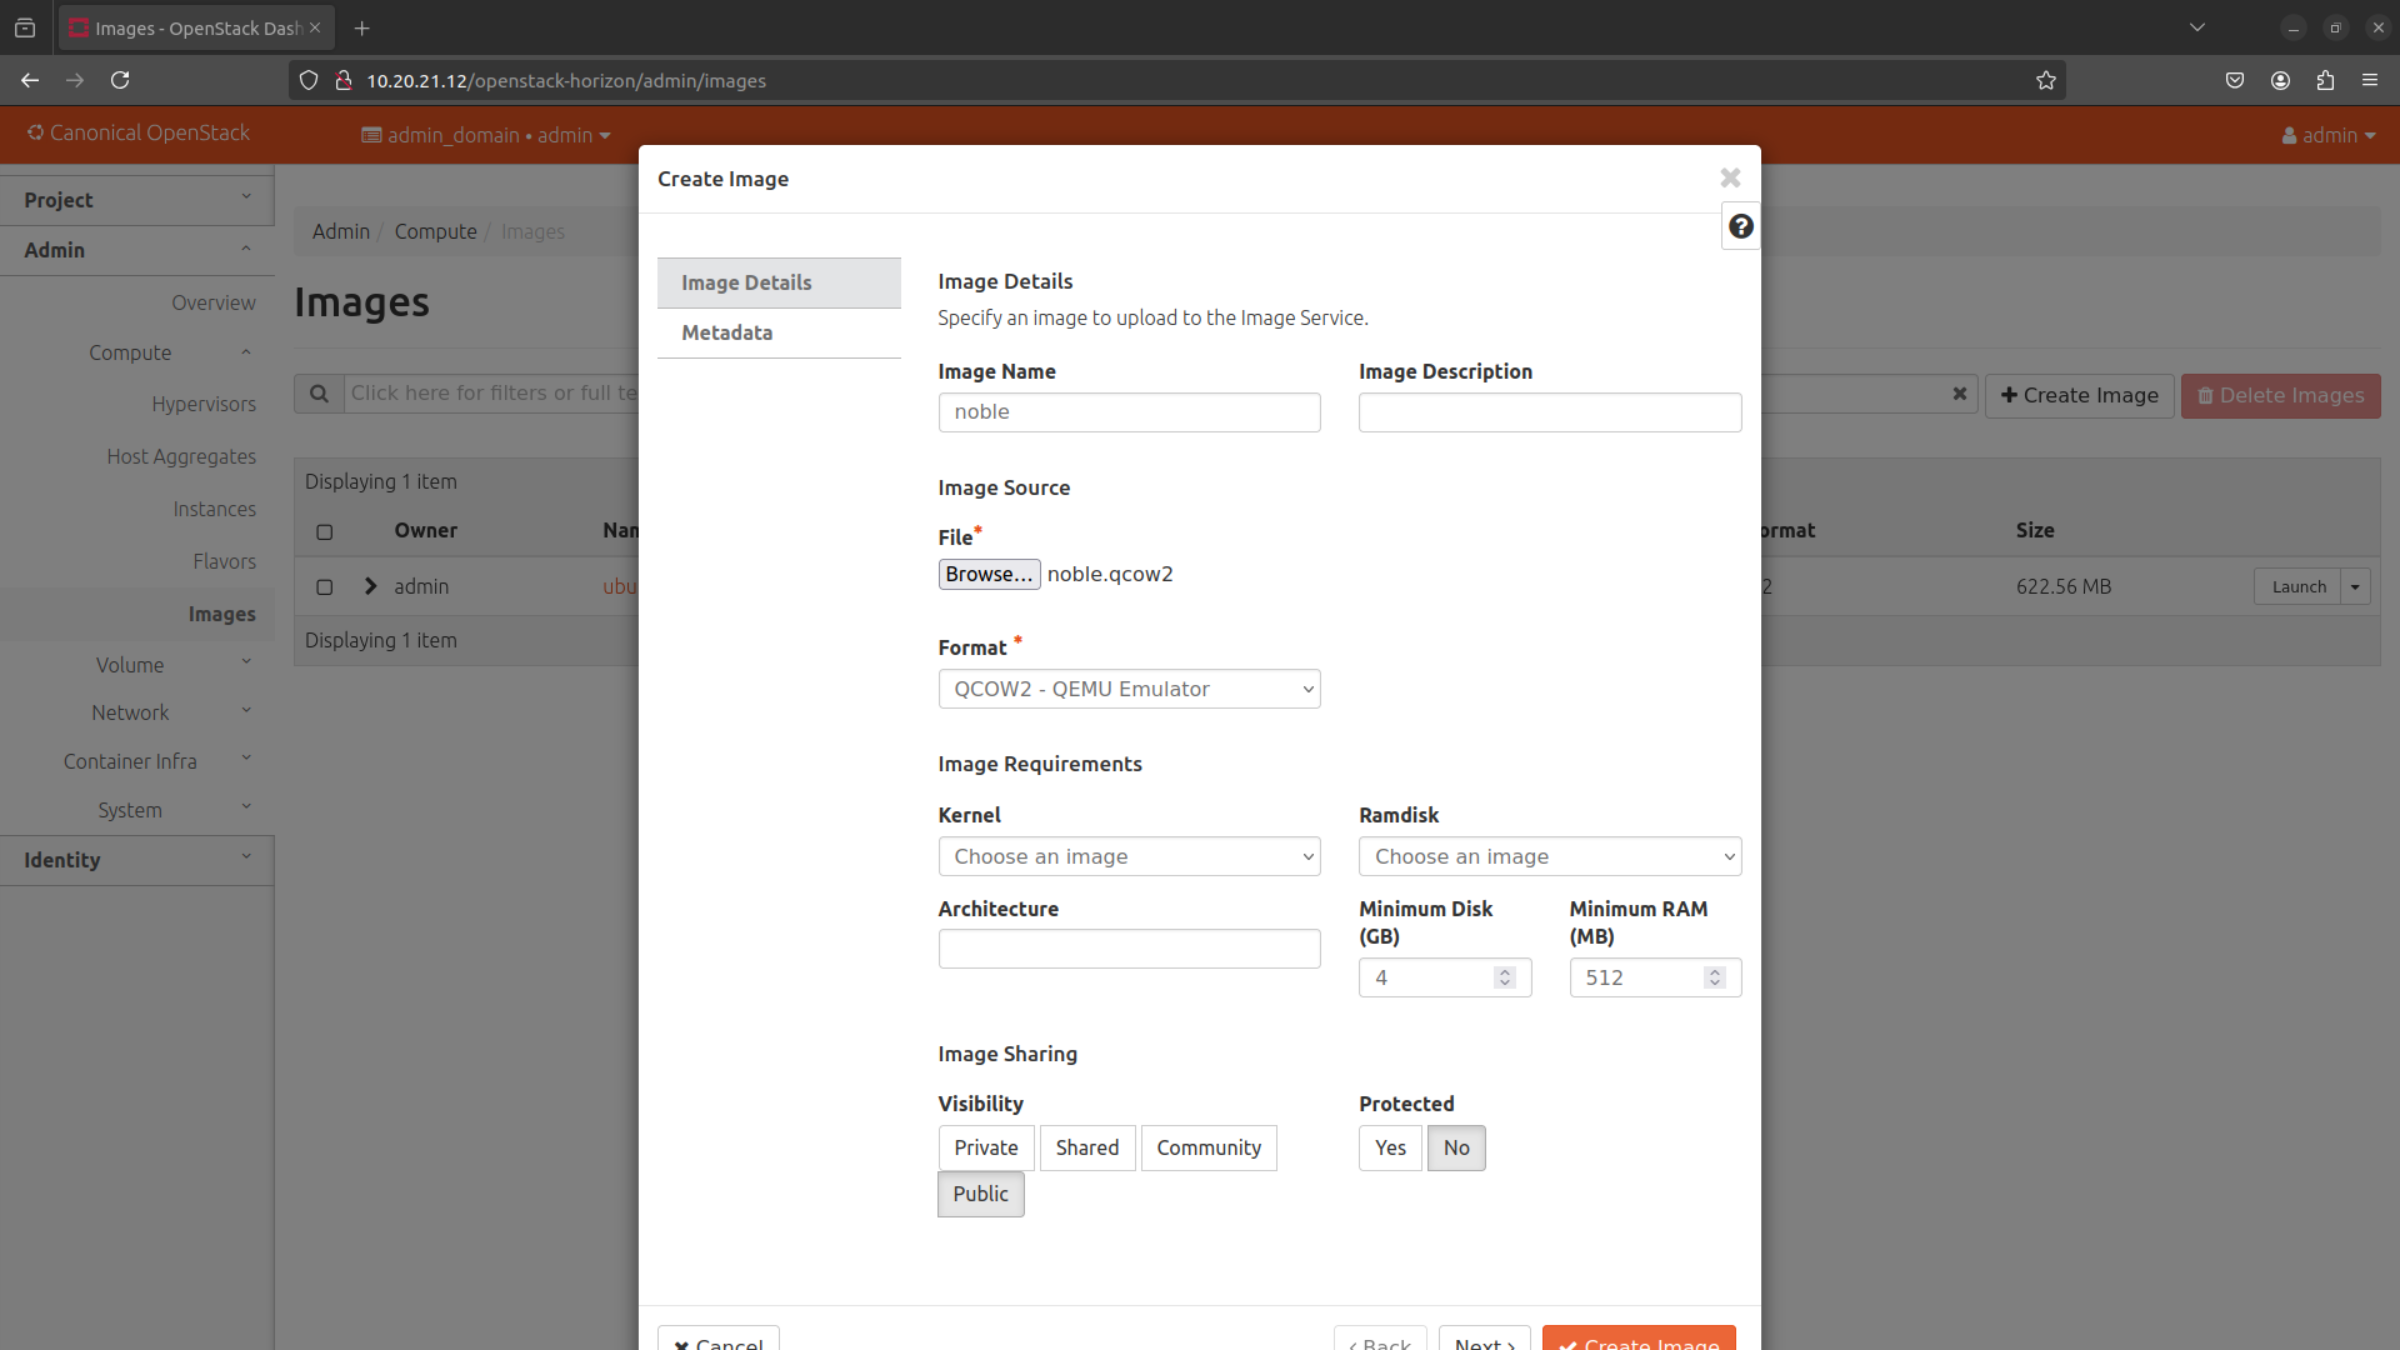 Images - OpenStack Dash
10.20.21.12/openstack-horizon/admin/images
Canonical OpenStack
admin_domain • admin
admin
Project
Admin
Overview
Compute
Hypervisors
Host Aggregates
Instances
Flavors
Images
Volume
Network
Container Infra
System
Identity
Admin / Compute / Images
Images
Click here for filters or full te
Create Image
Delete Images
Displaying 1 item
Owner
Nan
ormat
Size
admin
ubu
2
622.56 MB
Launch
Displaying 1 item
Create Image
Image Details
Metadata
Image Details
Specify an image to upload to the Image Service.
Image Name
Image Description
noble
Image Source
File*
Browse... noble.qcow2
Format *
QCOW2 - QEMU Emulator
Image Requirements
Kernel
Ramdisk
Choose an image
Choose an image
Architecture
Minimum Disk (GB)
Minimum RAM (MB)
4
512
Image Sharing
Visibility
Protected
Private Shared Community
Yes No
Public
Cancel
‹ Back
Next ›
Create Image